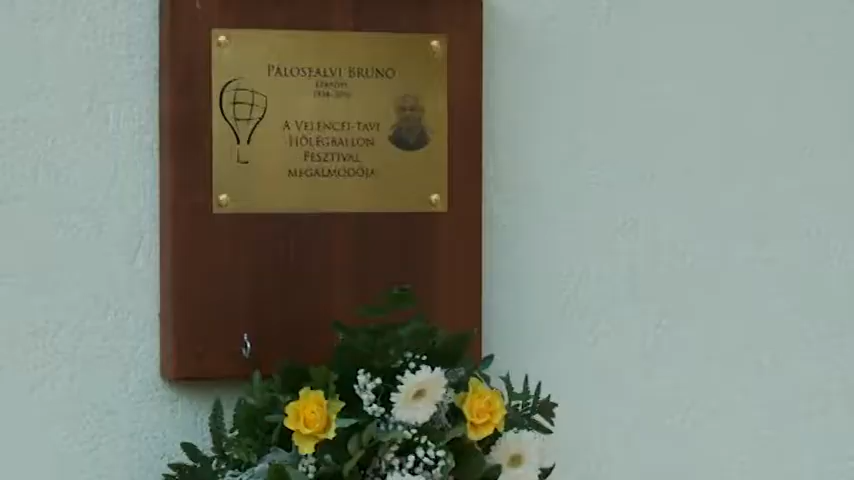 PÁLOSFALVI BRUNO
A VELENCEI-TAVI
HŐLÉGBALLON
FESZTIVÁL
MEGÁLMODÓJA